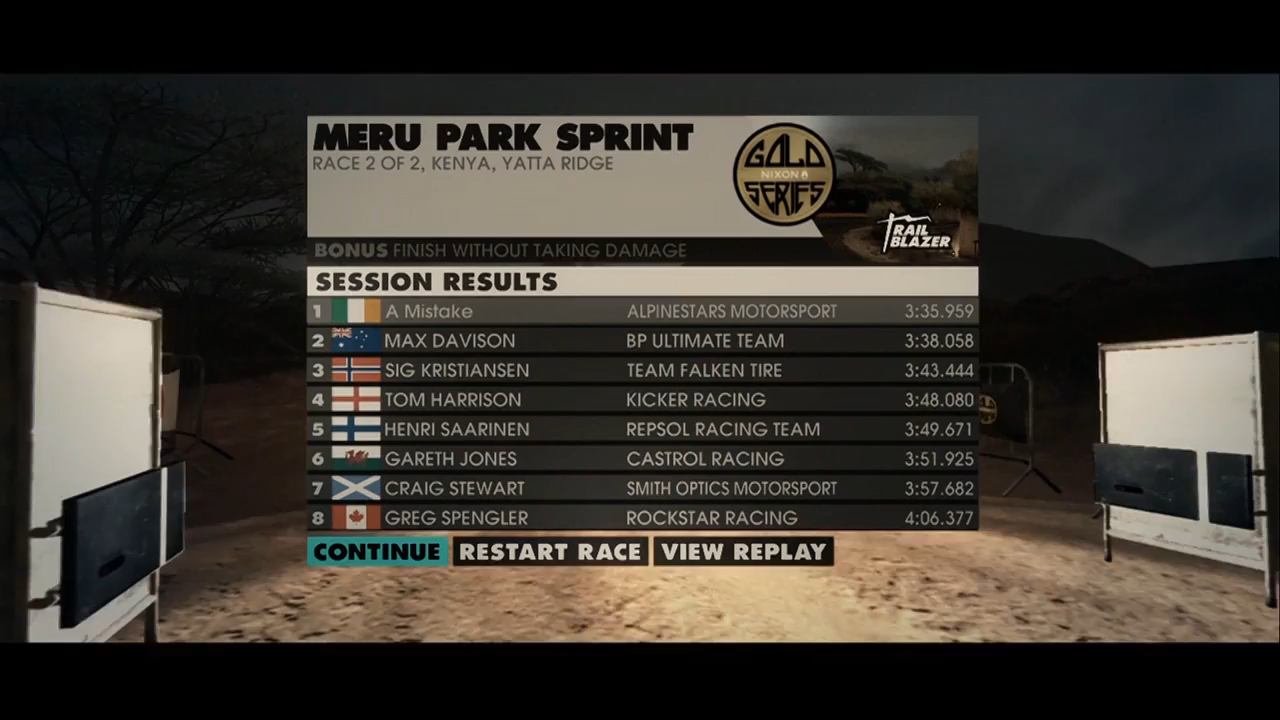 MERU PARK SPRINT
RACE 2 OF 2, KENYA, YATTA RIDGE
GOLD
NIXON
SERIES
TRAIL
BLAZER
BONUS FINISH WITHOUT TAKING DAMAGE
SESSION RESULTS
1 A Mistake ALPINESTARS MOTORSPORT 3:35.959
2 MAX DAVISON BP ULTIMATE TEAM 3:38.058
3 SIG KRISTIANSEN TEAM FALKEN TIRE 3:43.444
4 TOM HARRISON KICKER RACING 3:48.080
5 HENRI SAARINEN REPSOL RACING TEAM 3:49.671
6 GARETH JONES CASTROL RACING 3:51.925
7 CRAIG STEWART SMITH OPTICS MOTORSPORT 3:57.682
8 GREG SPENGLER ROCKSTAR RACING 4:06.377
CONTINUE RESTART RACE VIEW REPLAY